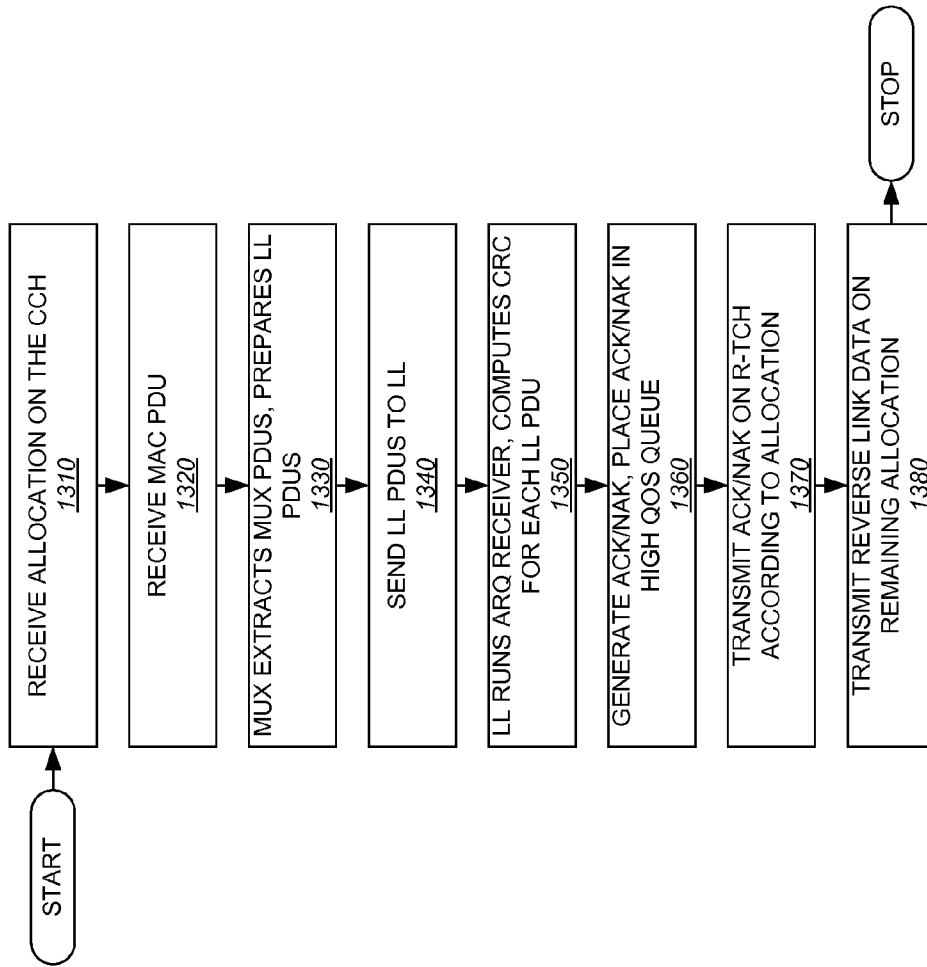 START
RECEIVE ALLOCATION ON THE CCH
1310
RECEIVE MAC PDU
1320
MUX EXTRACTS MUX PDUS, PREPARES LL
PDUS
1330
SEND LL PDUS TO LL
1340
LL RUNS ARQ RECEIVER, COMPUTES CRC
FOR EACH LL PDU
1350
GENERATE ACK/NAK, PLACE ACK/NAK IN
HIGH QOS QUEUE
1360
TRANSMIT ACK/NAK ON R-TCH
ACCORDING TO ALLOCATION
1370
TRANSMIT REVERSE LINK DATA ON
REMAINING ALLOCATION
1380
STOP